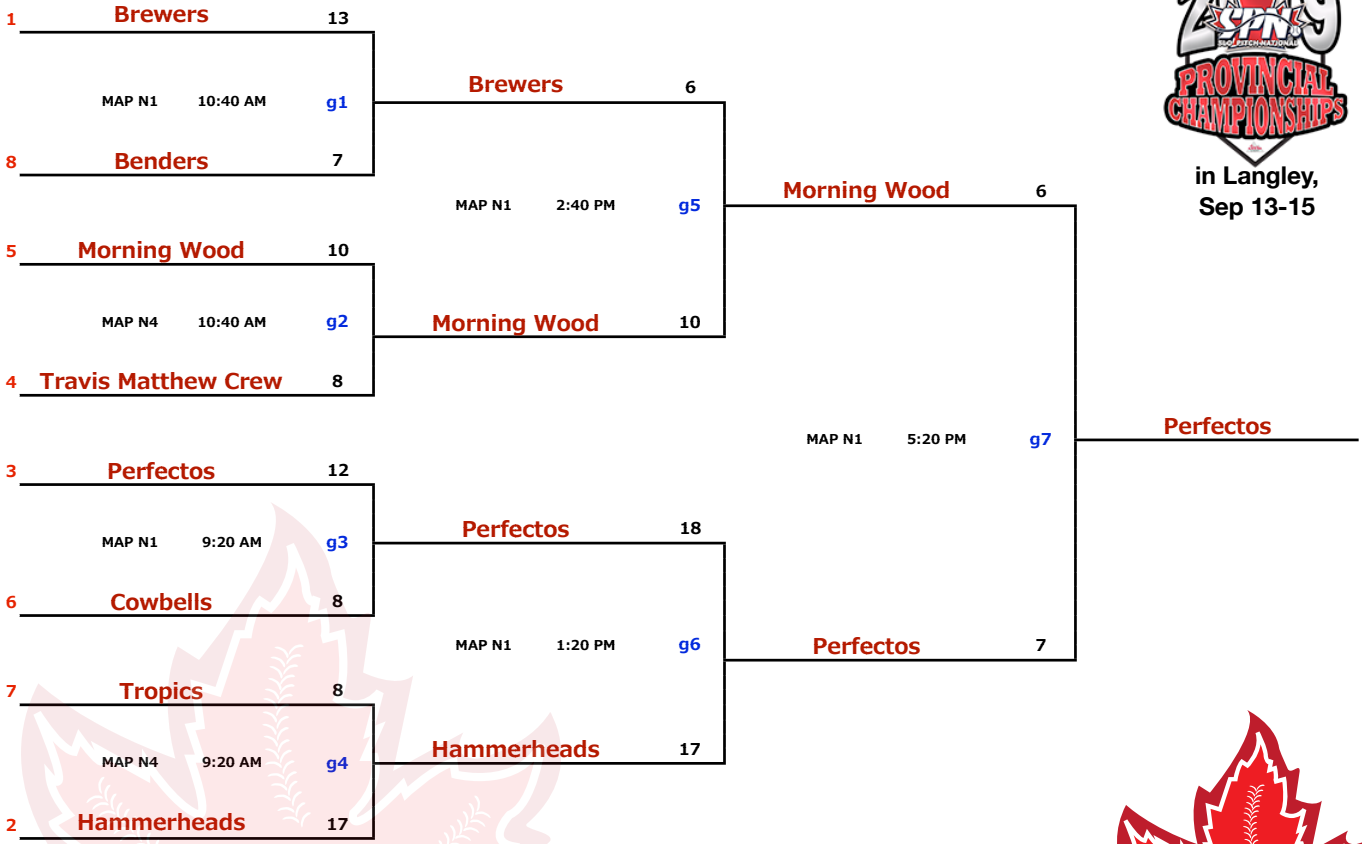 1 Brewers 13
MAP N1 10:40 AM g1
8 Benders 7
5 Morning Wood 10
MAP N4 10:40 AM g2
4 Travis Matthew Crew 8
3 Perfectos 12
MAP N1 9:20 AM g3
6 Cowbells 8
7 Tropics 8
MAP N4 9:20 AM g4
2 Hammerheads 17
Brewers 6
MAP N1 2:40 PM g5
Morning Wood 10
Perfectos 18
MAP N1 1:20 PM g6
Hammerheads 17
Morning Wood 6
MAP N1 5:20 PM g7
Perfectos 7
Perfectos
SPN
SLO-PITCH NATIONAL
PROVINCIAL
CHAMPIONSHIPS
in Langley,
Sep 13-15